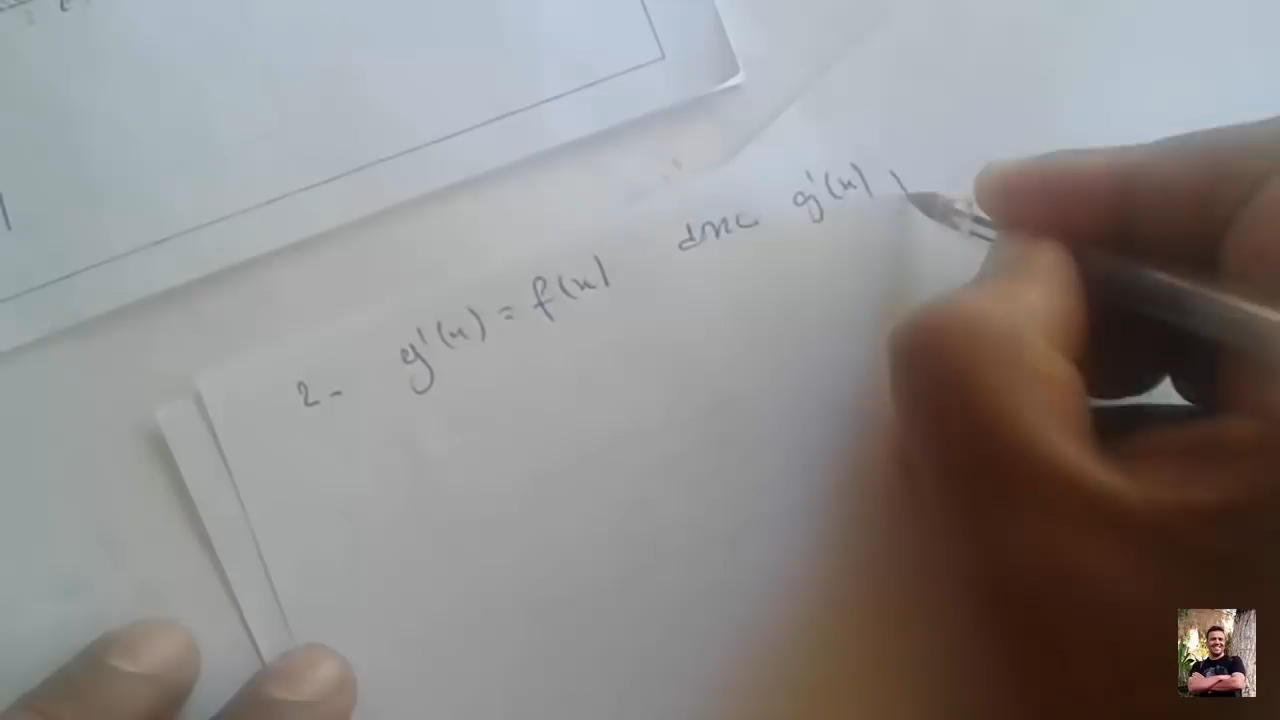 2- g'(x) = f(x) donc g'(x)